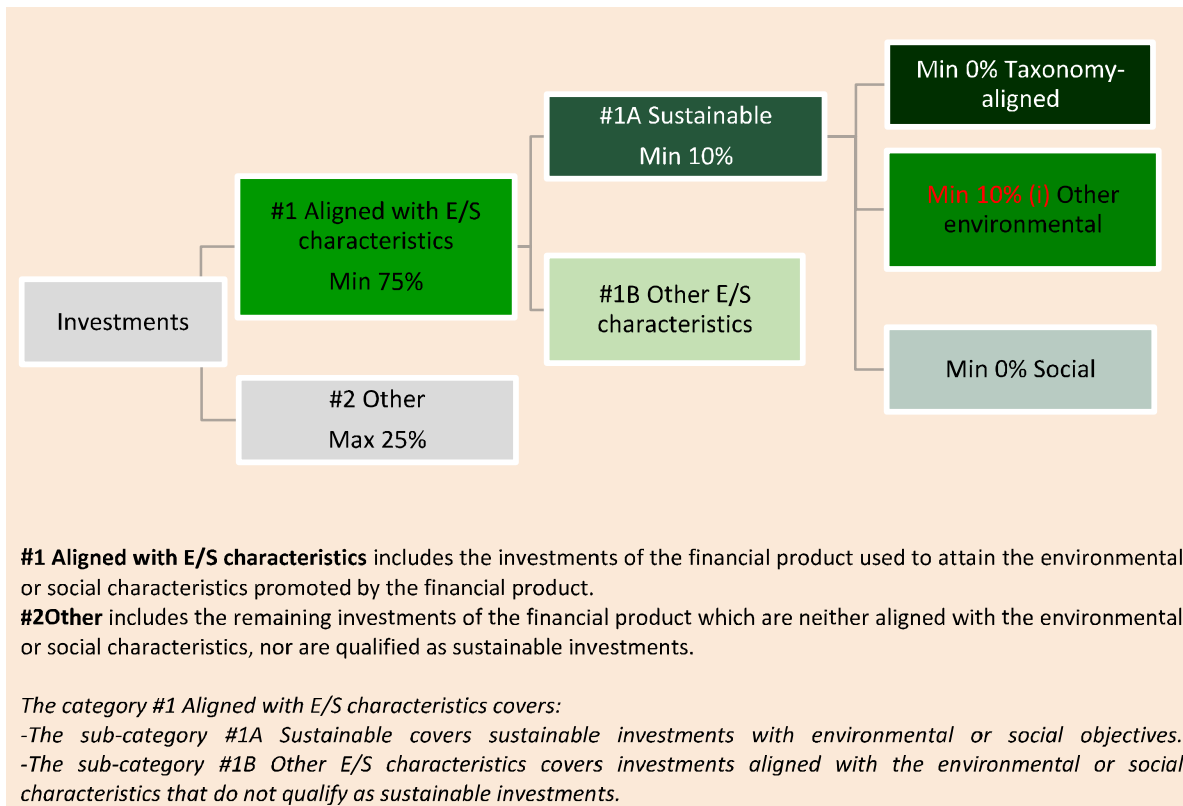 Min 0% Taxonomy-
aligned
#1A Sustainable
Min 10%
Min 10% (i) Other
environmental
#1 Aligned with E/S
characteristics
Min 75%
#1B Other E/S
characteristics
Investments
Min 0% Social
#2 Other
Max 25%
#1 Aligned with E/S characteristics includes the investments of the financial product used to attain the environmental
or social characteristics promoted by the financial product.
#2Other includes the remaining investments of the financial product which are neither aligned with the environmental
or social characteristics, nor are qualified as sustainable investments.
The category #1 Aligned with E/S characteristics covers:
-The sub-category #1A Sustainable covers sustainable investments with environmental or social objectives.
-The sub-category #1B Other E/S characteristics covers investments aligned with the environmental or social
characteristics that do not qualify as sustainable investments.